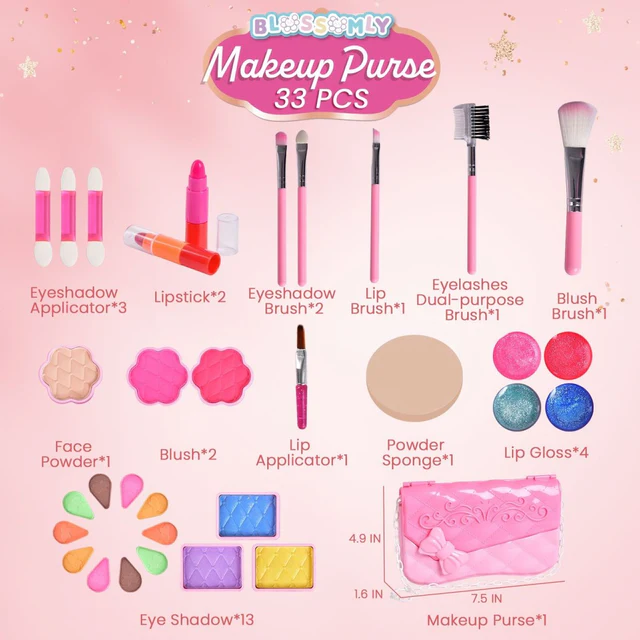 BLOSSOMLY
Makeup Purse
33 PCS
Eyeshadow
Applicator*3
Lipstick*2
Eyeshadow
Brush*2
Lip
Brush*1
Eyelashes
Dual-purpose
Brush*1
Blush
Brush*1
Face
Powder*1
Blush*2
Lip
Applicator*1
Powder
Sponge*1
Lip Gloss*4
Eye Shadow*13
4.9 IN
1.6 IN
7.5 IN
Makeup Purse*1